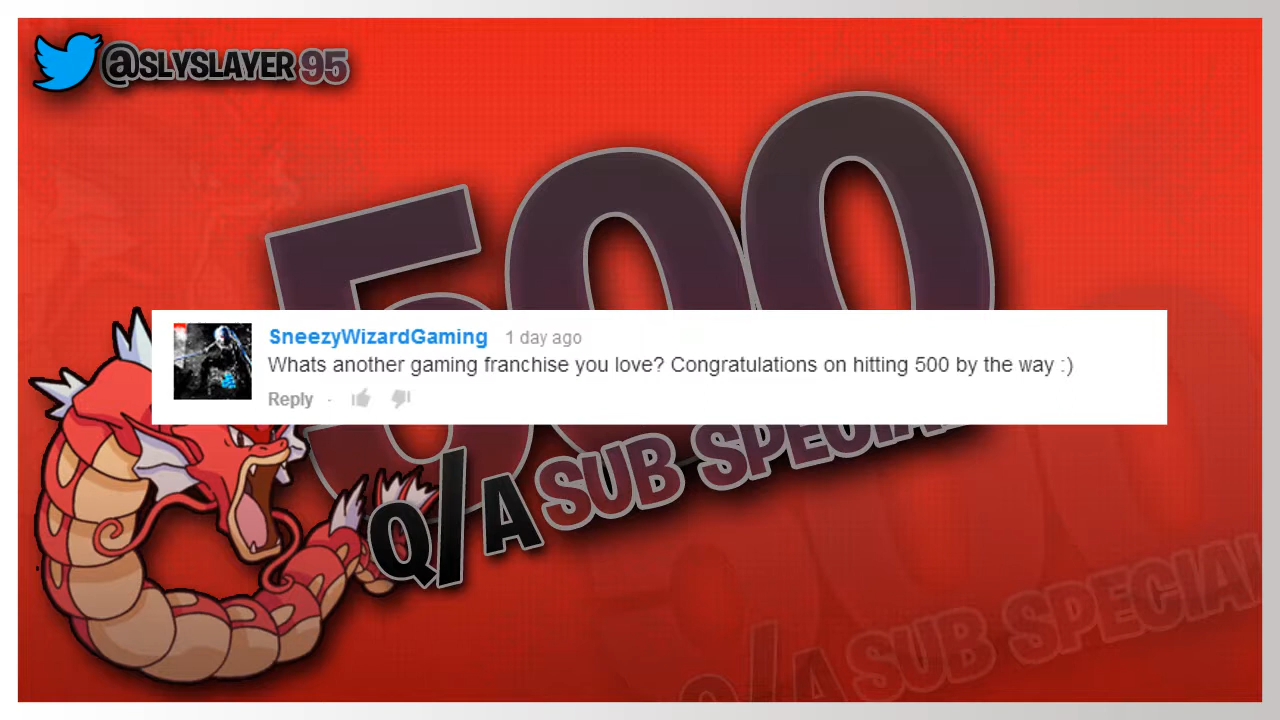 @SLYSLAYER 95
500
SneezyWizardGaming 1 day ago
Whats another gaming franchise you love? Congratulations on hitting 500 by the way :)
Reply ·
Q/A SUB SPECIAL
500
Q/A SUB SPECIAL